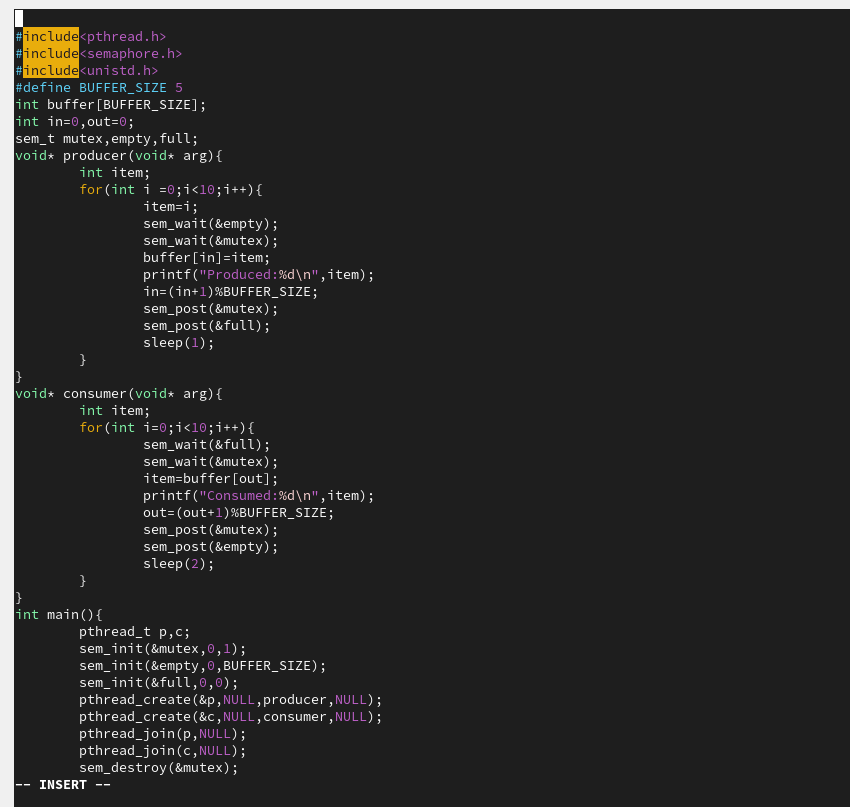 #include<pthread.h>
#include<semaphore.h>
#include<unistd.h>
#define BUFFER_SIZE 5
int buffer[BUFFER_SIZE];
int in=0,out=0;
sem_t mutex,empty,full;
void* producer(void* arg){
        int item;
        for(int i =0;i<10;i++){
                item=i;
                sem_wait(&empty);
                sem_wait(&mutex);
                buffer[in]=item;
                printf("Produced:%d\n",item);
                in=(in+1)%BUFFER_SIZE;
                sem_post(&mutex);
                sem_post(&full);
                sleep(1);
        }
}
void* consumer(void* arg){
        int item;
        for(int i=0;i<10;i++){
                sem_wait(&full);
                sem_wait(&mutex);
                item=buffer[out];
                printf("Consumed:%d\n",item);
                out=(out+1)%BUFFER_SIZE;
                sem_post(&mutex);
                sem_post(&empty);
                sleep(2);
        }
}
int main(){
        pthread_t p,c;
        sem_init(&mutex,0,1);
        sem_init(&empty,0,BUFFER_SIZE);
        sem_init(&full,0,0);
        pthread_create(&p,NULL,producer,NULL);
        pthread_create(&c,NULL,consumer,NULL);
        pthread_join(p,NULL);
        pthread_join(c,NULL);
        sem_destroy(&mutex);
-- INSERT --